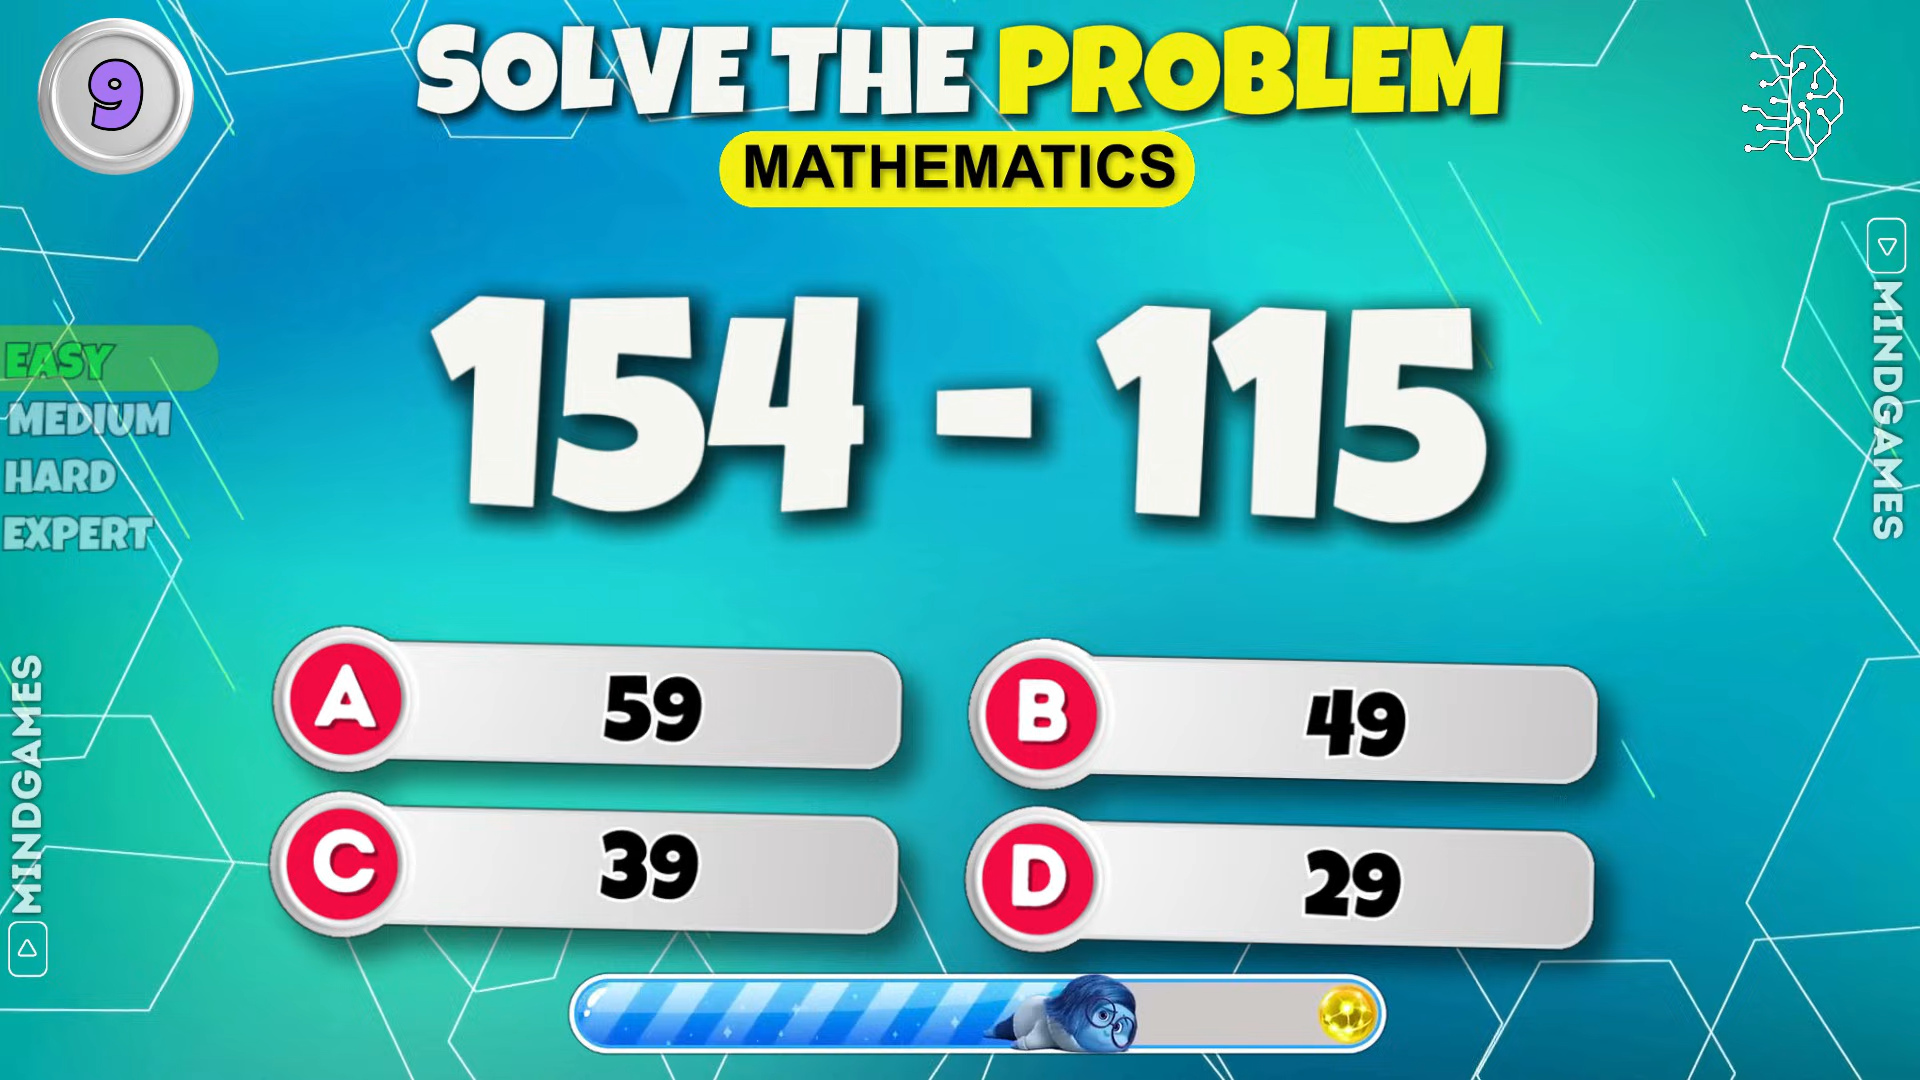 9
SOLVE THE PROBLEM
MATHEMATICS
154 - 115
EASY
MEDIUM
HARD
EXPERT
MINDGAMES
MINDGAMES
A 59
B 49
C 39
D 29